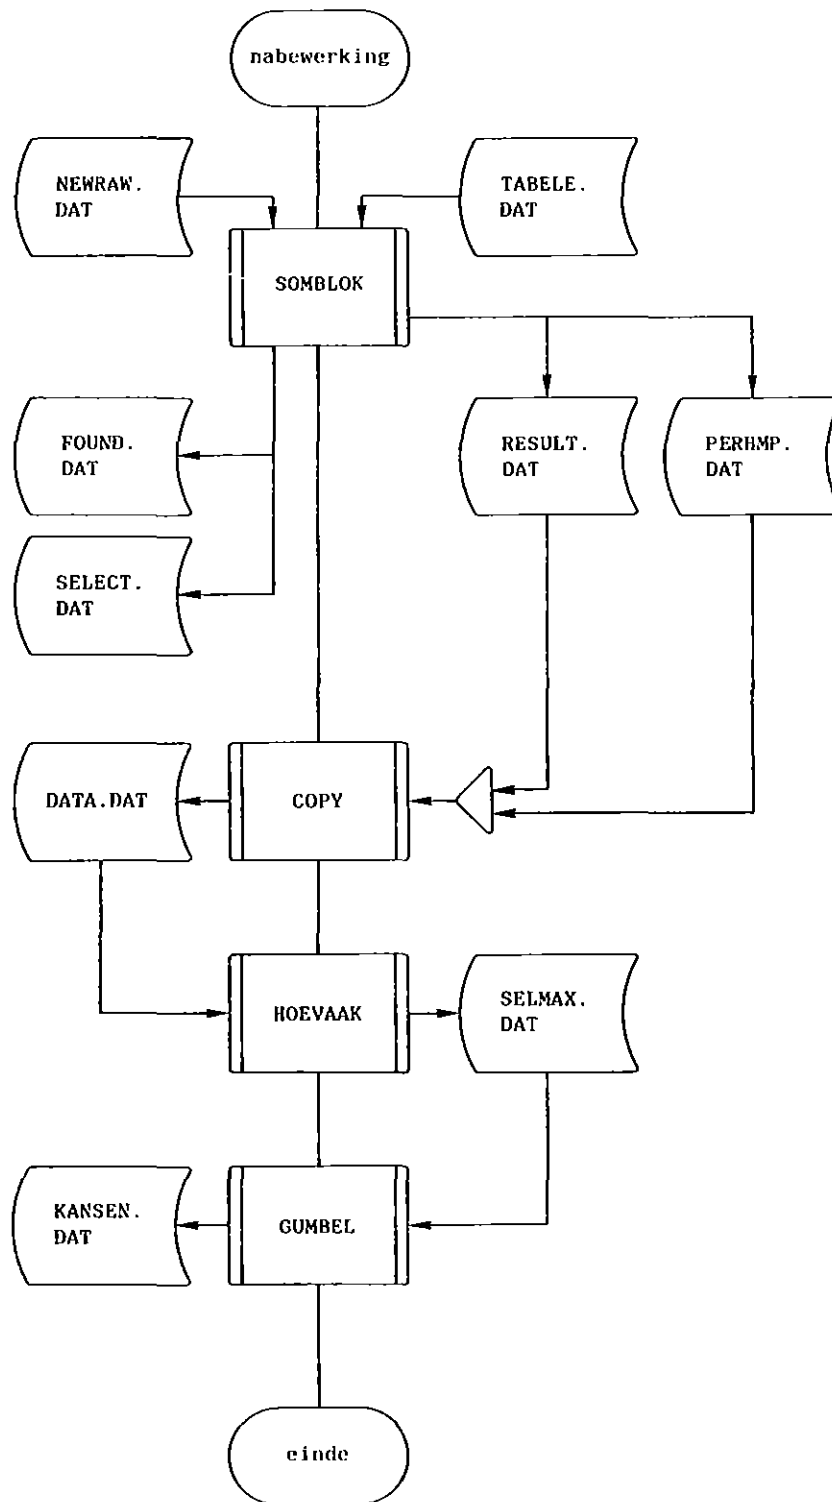 nabewerking
NEWRAW.
DAT
TABELE.
DAT
SOMBLOK
FOUND.
DAT
RESULT.
DAT
PERHMP.
DAT
SELECT.
DAT
DATA.DAT
COPY
HOEVAAK
SELMAX.
DAT
KANSEN.
DAT
GUMBEL
einde